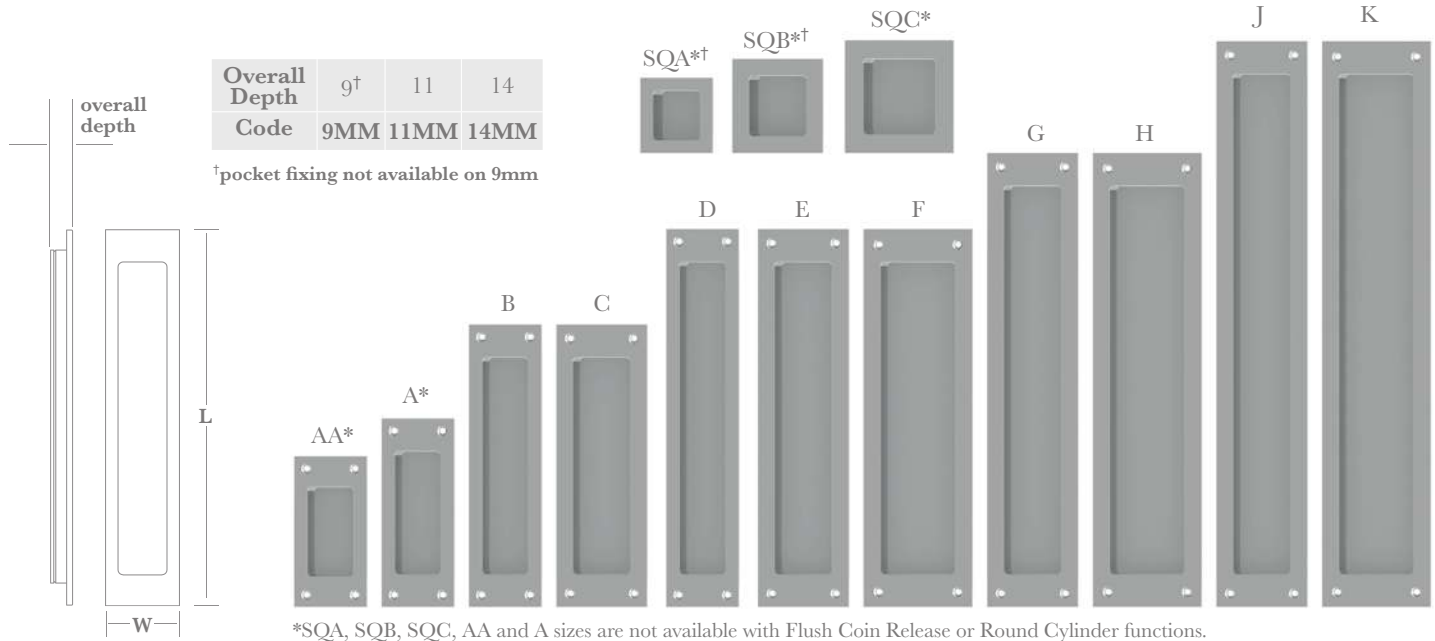 overall
depth
Overall Depth 9† 11 14
Code 9MM 11MM 14MM
†pocket fixing not available on 9mm
L
W
SQA*†
SQB*†
SQC*
AA*
A*
B
C
D
E
F
G
H
J
K
*SQA, SQB, SQC, AA and A sizes are not available with Flush Coin Release or Round Cylinder functions.